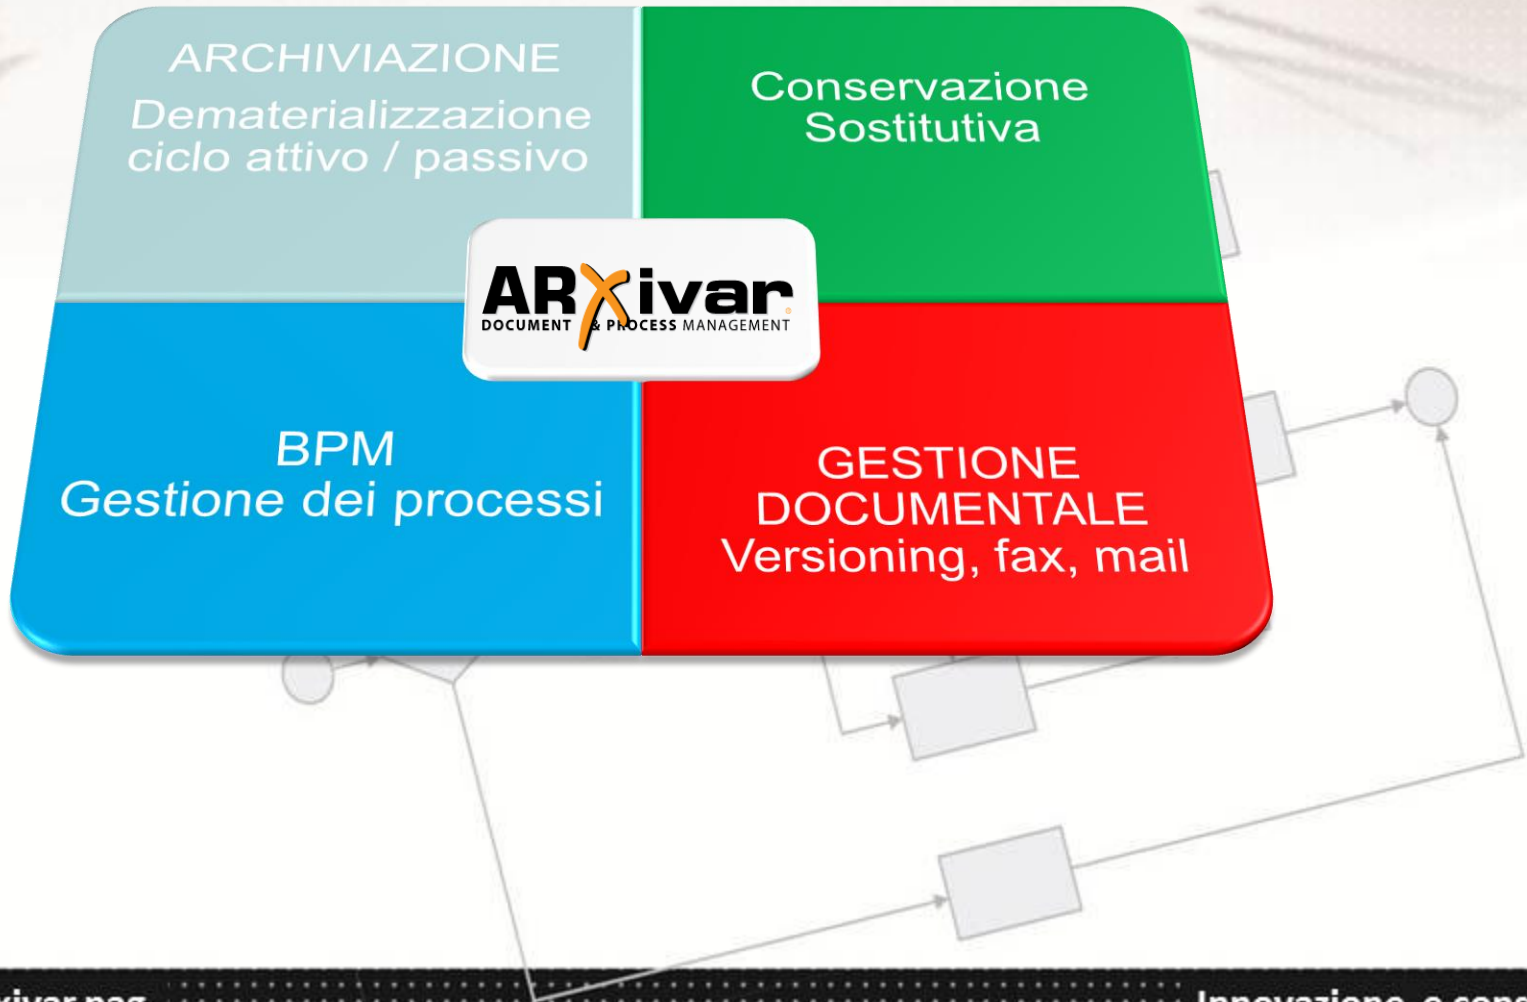 ARCHIVIAZIONE
Dematerializzazione
ciclo attivo / passivo
Conservazione
Sostitutiva
ARXivar
DOCUMENT & PROCESS MANAGEMENT
BPM
Gestione dei processi
GESTIONE
DOCUMENTALE
Versioning, fax, mail